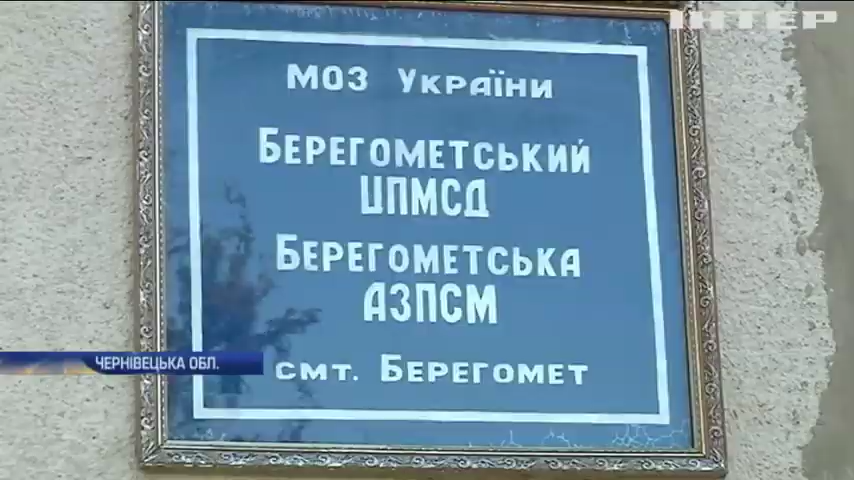 ІНТЕР
МОЗ УКРАЇНИ
БЕРЕГОМЕТСЬКИЙ
ЦПМСД
БЕРЕГОМЕТСЬКА
АЗПСМ
смт. БЕРЕГОМЕТ
ЧЕРНІВЕЦЬКА ОБЛ.